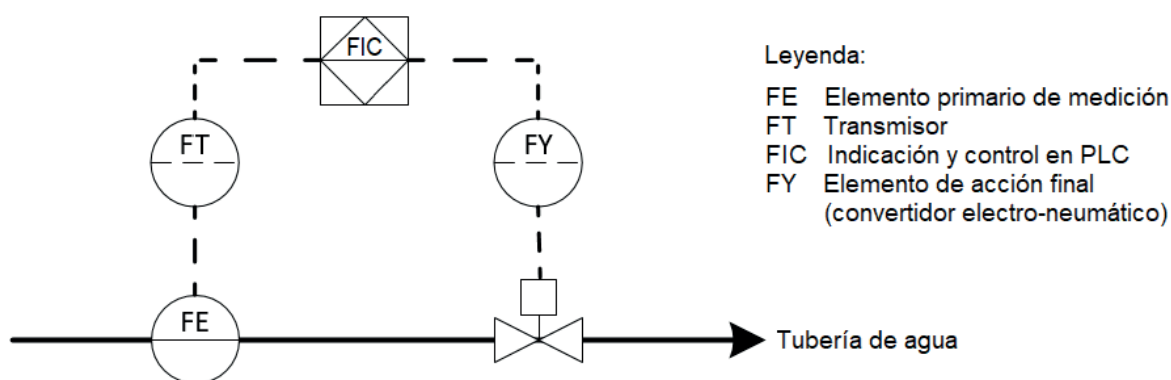 FIC
FT
FY
FE
Leyenda:
FE Elemento primario de medición
FT Transmisor
FIC Indicación y control en PLC
FY Elemento de acción final
(convertidor electro-neumático)
Tubería de agua